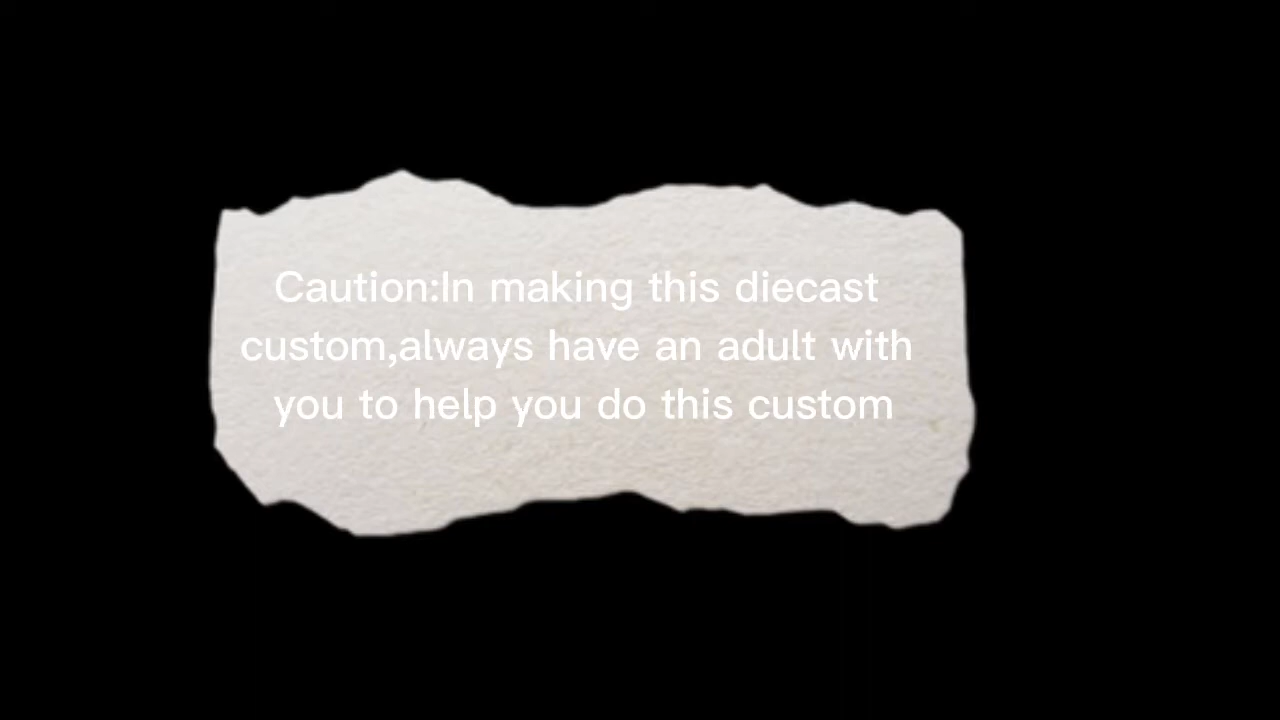 Caution:In making this diecast
custom,always have an adult with
you to help you do this custom